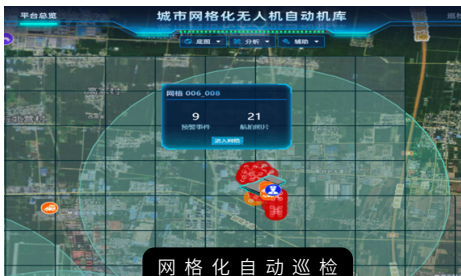 平台总览
城市网格化无人机自动机库
底图
分析
辅助
网格 006_008
9
21
预警事件
航拍照片
进入网格
网格化自动巡检